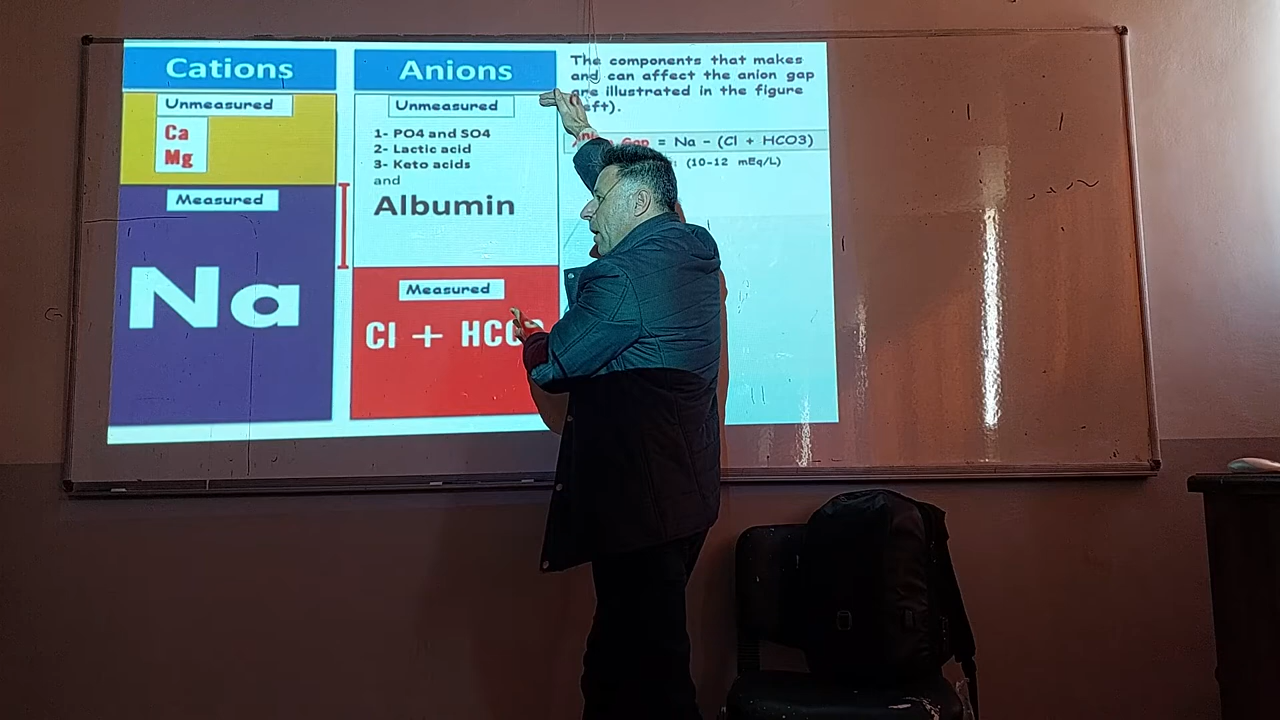 Cations
Unmeasured
Ca
Mg
Measured
Na
Anions
Unmeasured
1- PO4 and SO4
2- Lactic acid
3- Keto acids
and
Albumin
Measured
Cl + HCO3
The components that makes
and can affect the anion gap
are illustrated in the figure
left).
Gap = Na - (Cl + HCO3)
(10-12 mEq/L)